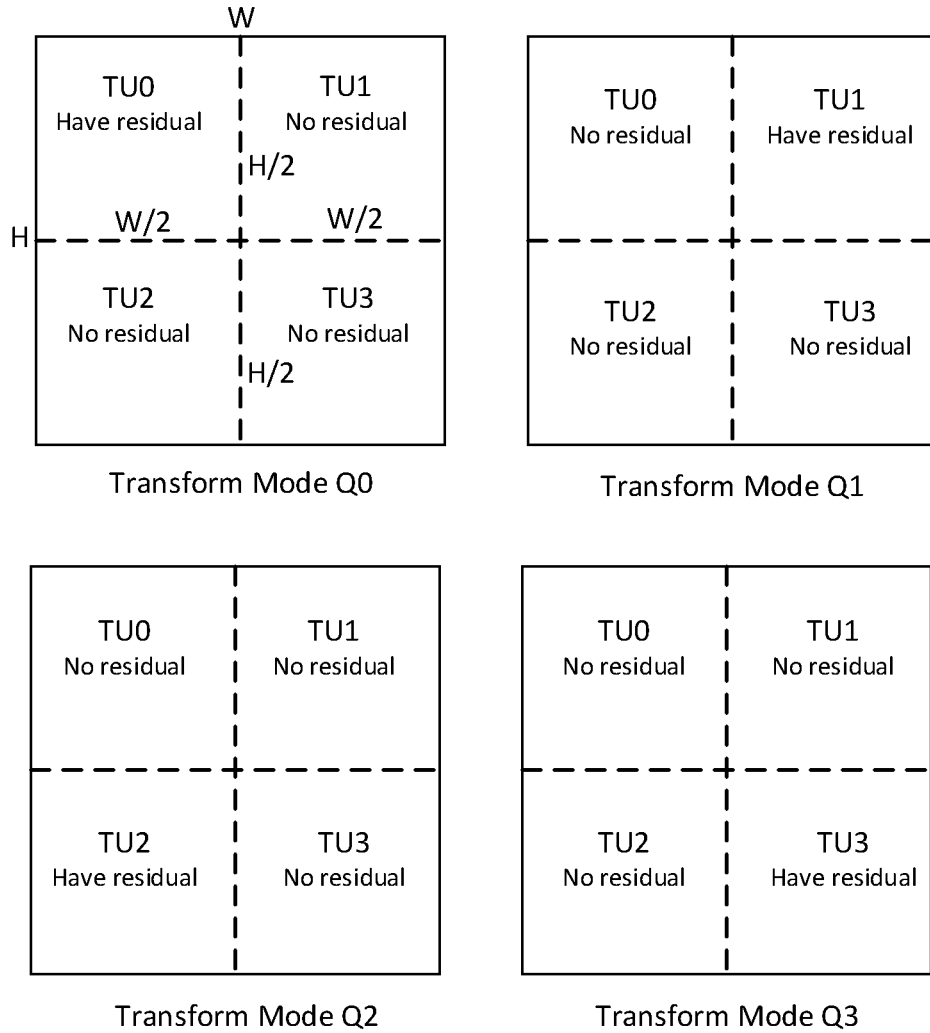 W
TU0
Have residual
TU1
No residual
H/2
W/2
W/2
H
TU2
No residual
TU3
No residual
H/2
Transform Mode Q0
TU0
No residual
TU1
Have residual
TU2
No residual
TU3
No residual
Transform Mode Q1
TU0
No residual
TU1
No residual
TU2
Have residual
TU3
No residual
Transform Mode Q2
TU0
No residual
TU1
No residual
TU2
No residual
TU3
Have residual
Transform Mode Q3